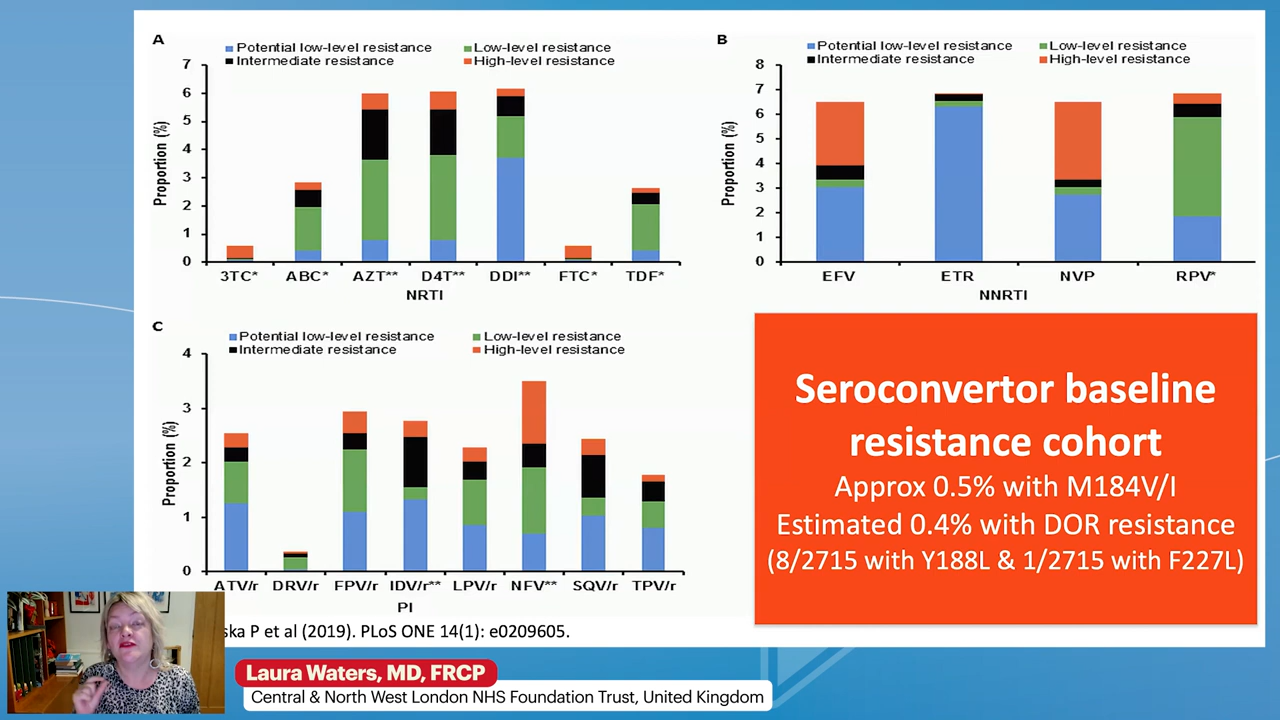 A
Potential low-level resistance Low-level resistance
Intermediate resistance High-level resistance
Proportion (%)
7
6
5
4
3
2
1
0
3TC* ABC* AZT** D4T** DDI** FTC* TDF*
NRTI
B
Potential low-level resistance Low-level resistance
Intermediate resistance High-level resistance
Proportion (%)
8
7
6
5
4
3
2
1
0
EFV ETR NVP RPV*
NNRTI
C
Potential low-level resistance Low-level resistance
Intermediate resistance High-level resistance
Proportion (%)
4
3
2
1
0
ATV/r DRV/r FPV/r IDV/r** LPV/r NFV** SQV/r TPV/r
PI
Seroconvertor baseline
resistance cohort
Approx 0.5% with M184V/I
Estimated 0.4% with DOR resistance
(8/2715 with Y188L & 1/2715 with F227L)
ska P et al (2019). PLoS ONE 14(1): e0209605.
Laura Waters, MD, FRCP
Central & North West London NHS Foundation Trust, United Kingdom